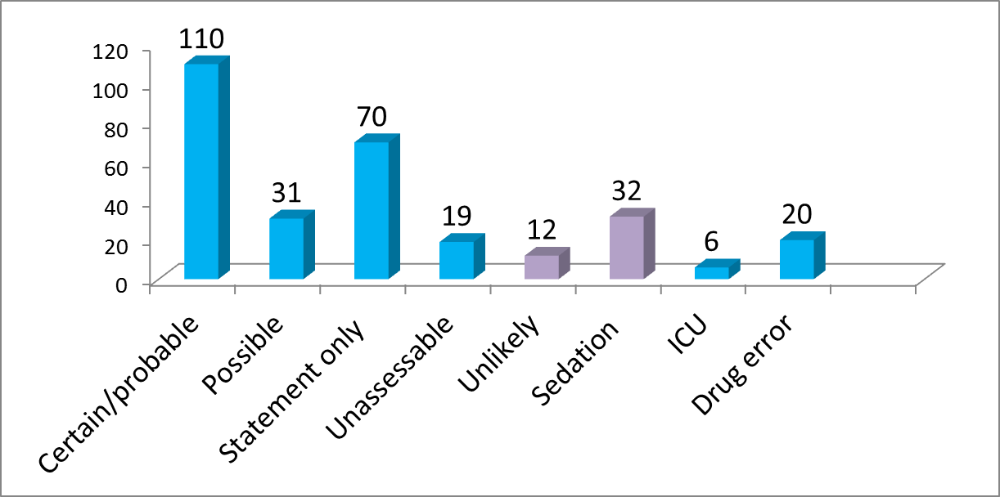 120
100
80
60
40
20
0
110
31
70
19
12
32
6
20
Certain/probable
Possible
Statement only
Unassessable
Unlikely
Sedation
ICU
Drug error